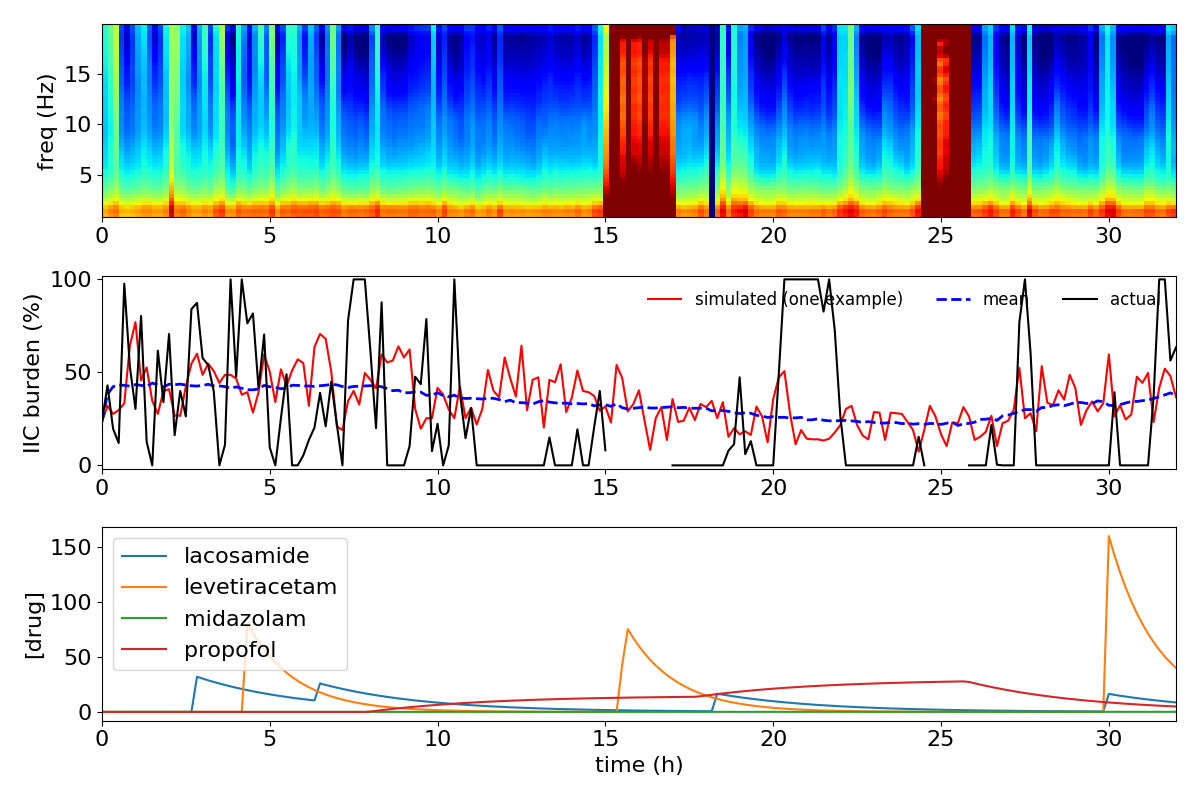 freq (Hz)
15
10
5
0 5 10 15 20 25 30
IIC burden (%)
100
50
0
simulated (one example) mean actual
0 5 10 15 20 25 30
[drug]
150
100
50
0
lacosamide
levetiracetam
midazolam
propofol
0 5 10 15 20 25 30
time (h)